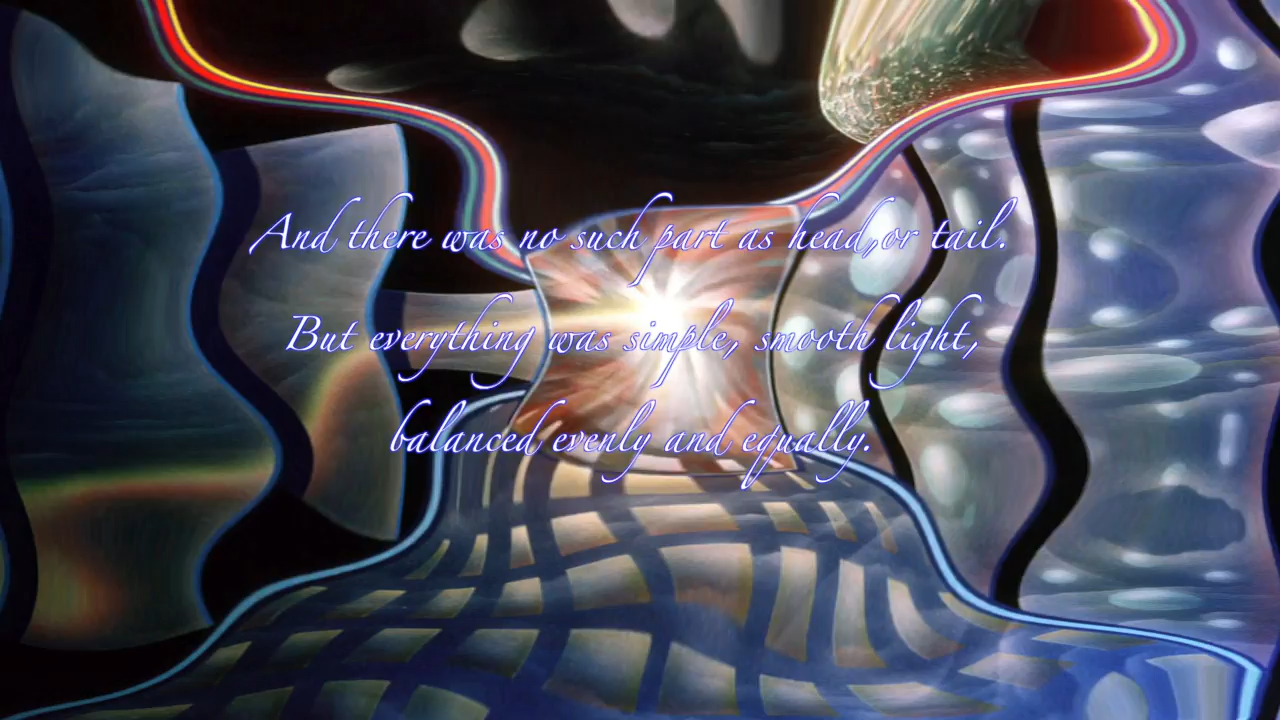 And there was no such part as head,or tail.
But everything was simple, smooth light,
balanced evenly and equally.